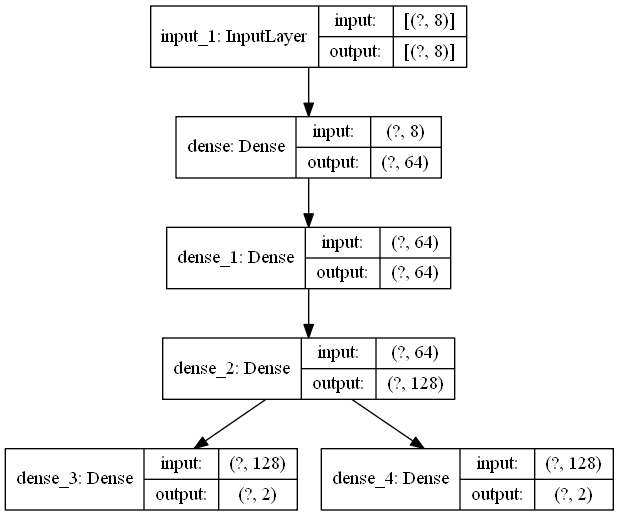 input_1: InputLayer
input:
[(?, 8)]
output:
[(?, 8)]
dense: Dense
input:
(?, 8)
output:
(?, 64)
dense_1: Dense
input:
(?, 64)
output:
(?, 64)
dense_2: Dense
input:
(?, 64)
output:
(?, 128)
dense_3: Dense
input:
(?, 128)
output:
(?, 2)
dense_4: Dense
input:
(?, 128)
output:
(?, 2)